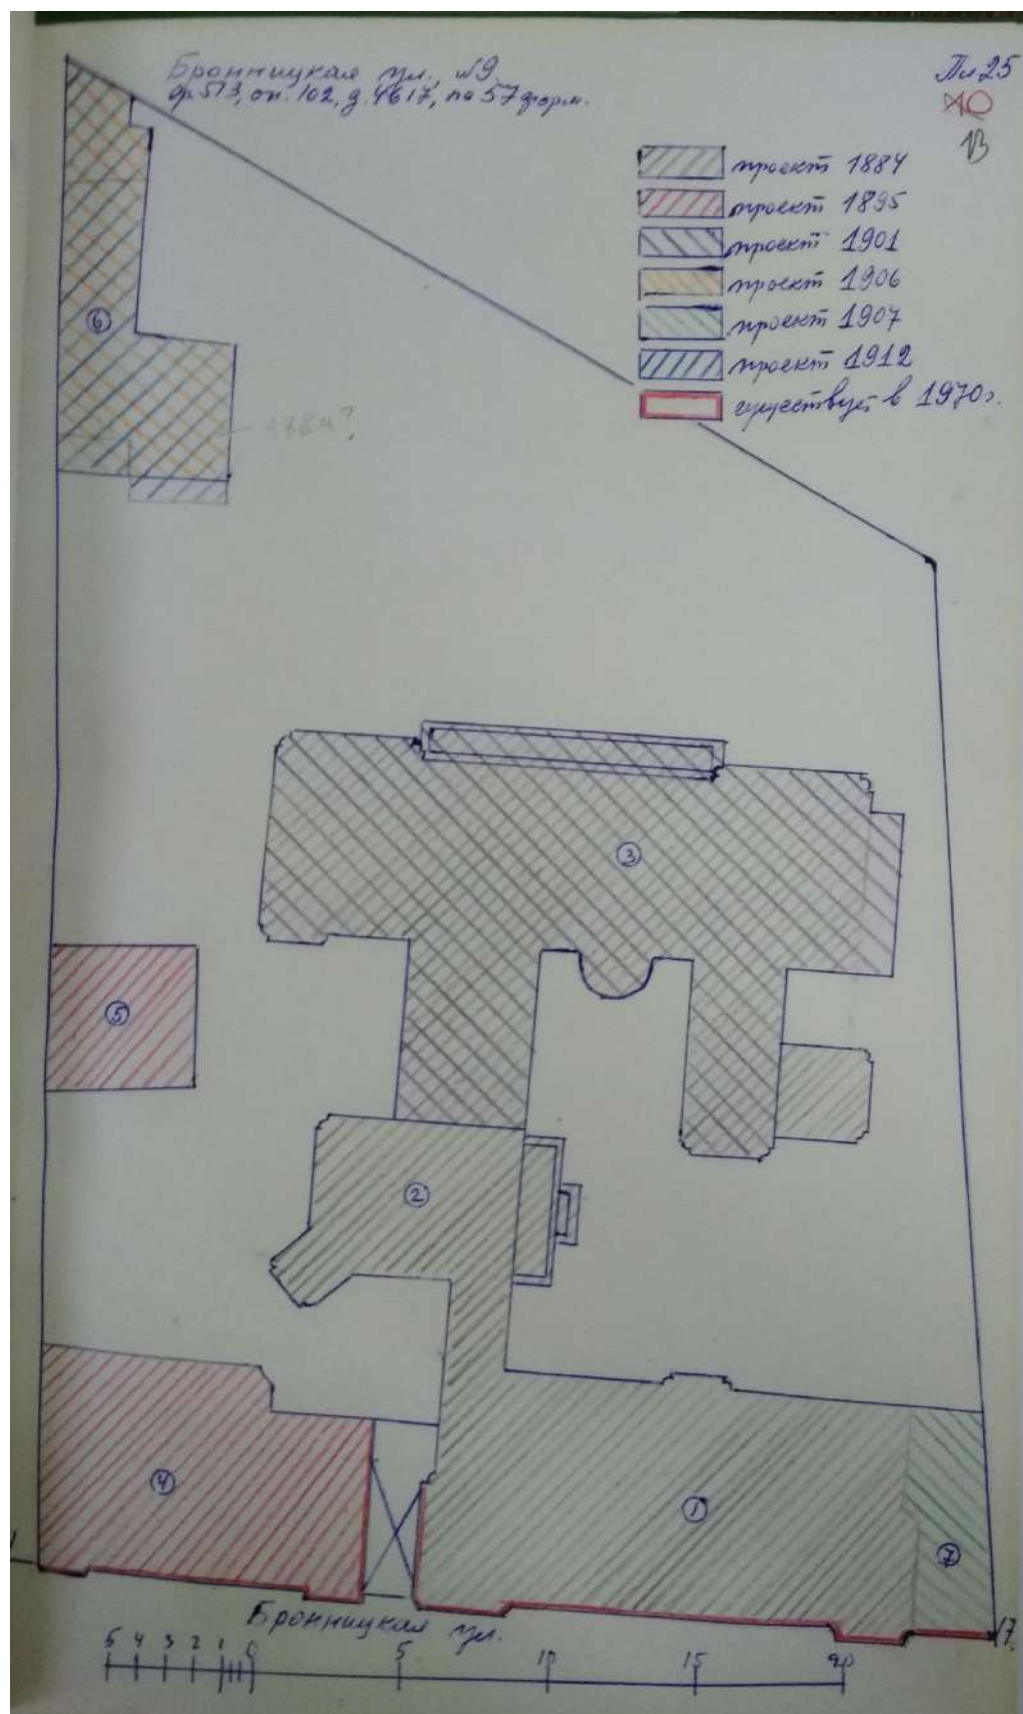 Бронницкая ул., №9
ф. 513, оп. 102, д. 4617, по 57 форм.
Пл. 25
10
13
проект 1884
проект 1895
проект 1901
проект 1906
проект 1907
проект 1912
существует в 1970г.
6
1884?
3
5
2
4
1
7
Бронницкая ул.
5 4 3 2 1 0 5 10 15 20